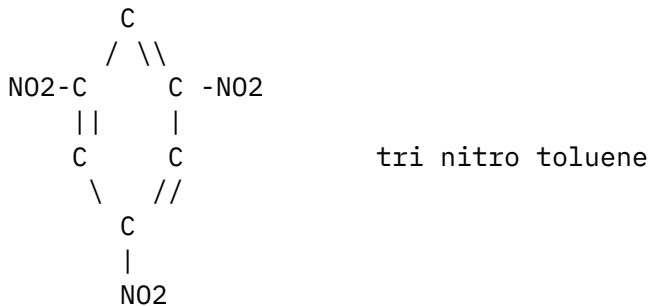 C
/ \\
NO2-C C -NO2
|| |
C C tri nitro toluene
\ //
C
|
NO2